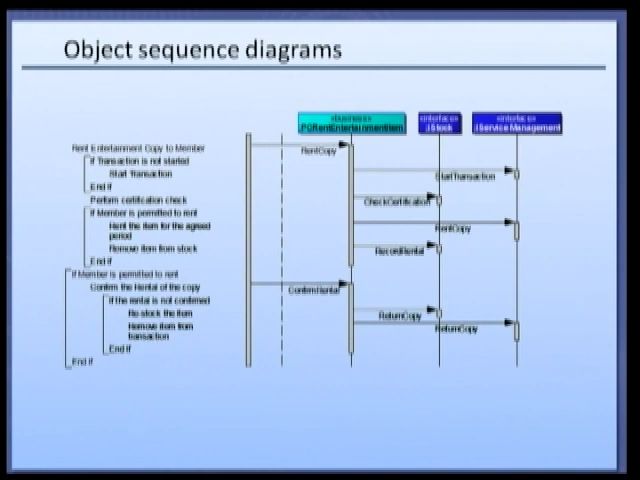 Object sequence diagrams
«business»
PCRentEntertainmentItem
«interface»
IStock
«interface»
IServiceManagement
Rent Entertainment Copy to Member
If Transaction is not started
Start Transaction
End If
Perform certification check
If Member is permitted to rent
Rent the item for the agreed
period
Remove item from stock
End If
If Member is permitted to rent
Confirm the Rental of the copy
If the rental is not confirmed
Re stock the item
Remove item from
transaction
End If
End If
RentCopy
StartTransaction
CheckCertification
RentCopy
RecordRental
ConfirmRental
ReturnCopy
ReturnCopy